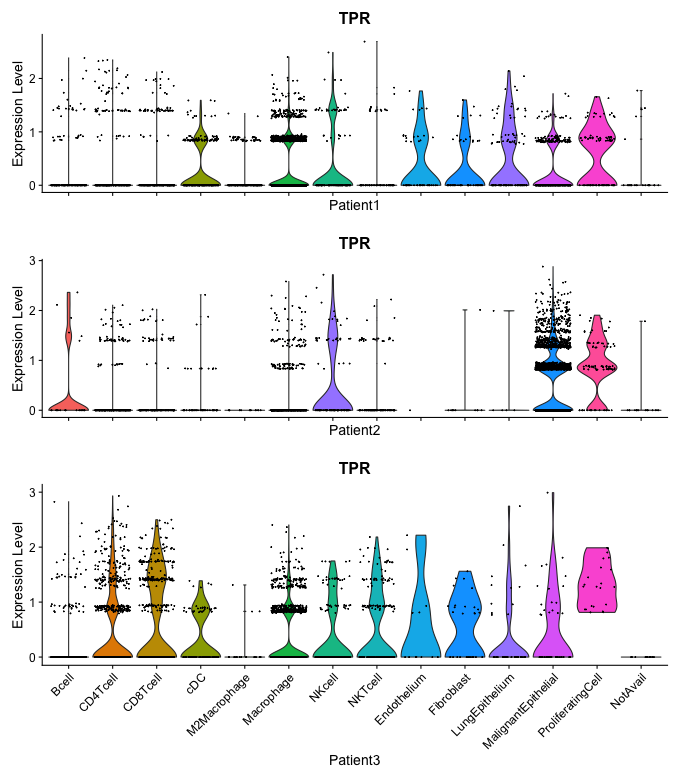 TPR
Expression Level
2
1
0
Patient1
TPR
Expression Level
3
2
1
0
Patient2
TPR
Expression Level
3
2
1
0
Bcell
CD4Tcell
CD8Tcell
cDC
M2Macrophage
Macrophage
NKcell
NKTcell
Endothelium
Fibroblast
LungEpithelium
MalignantEpithelial
ProliferatingCell
NotAvail
Patient3